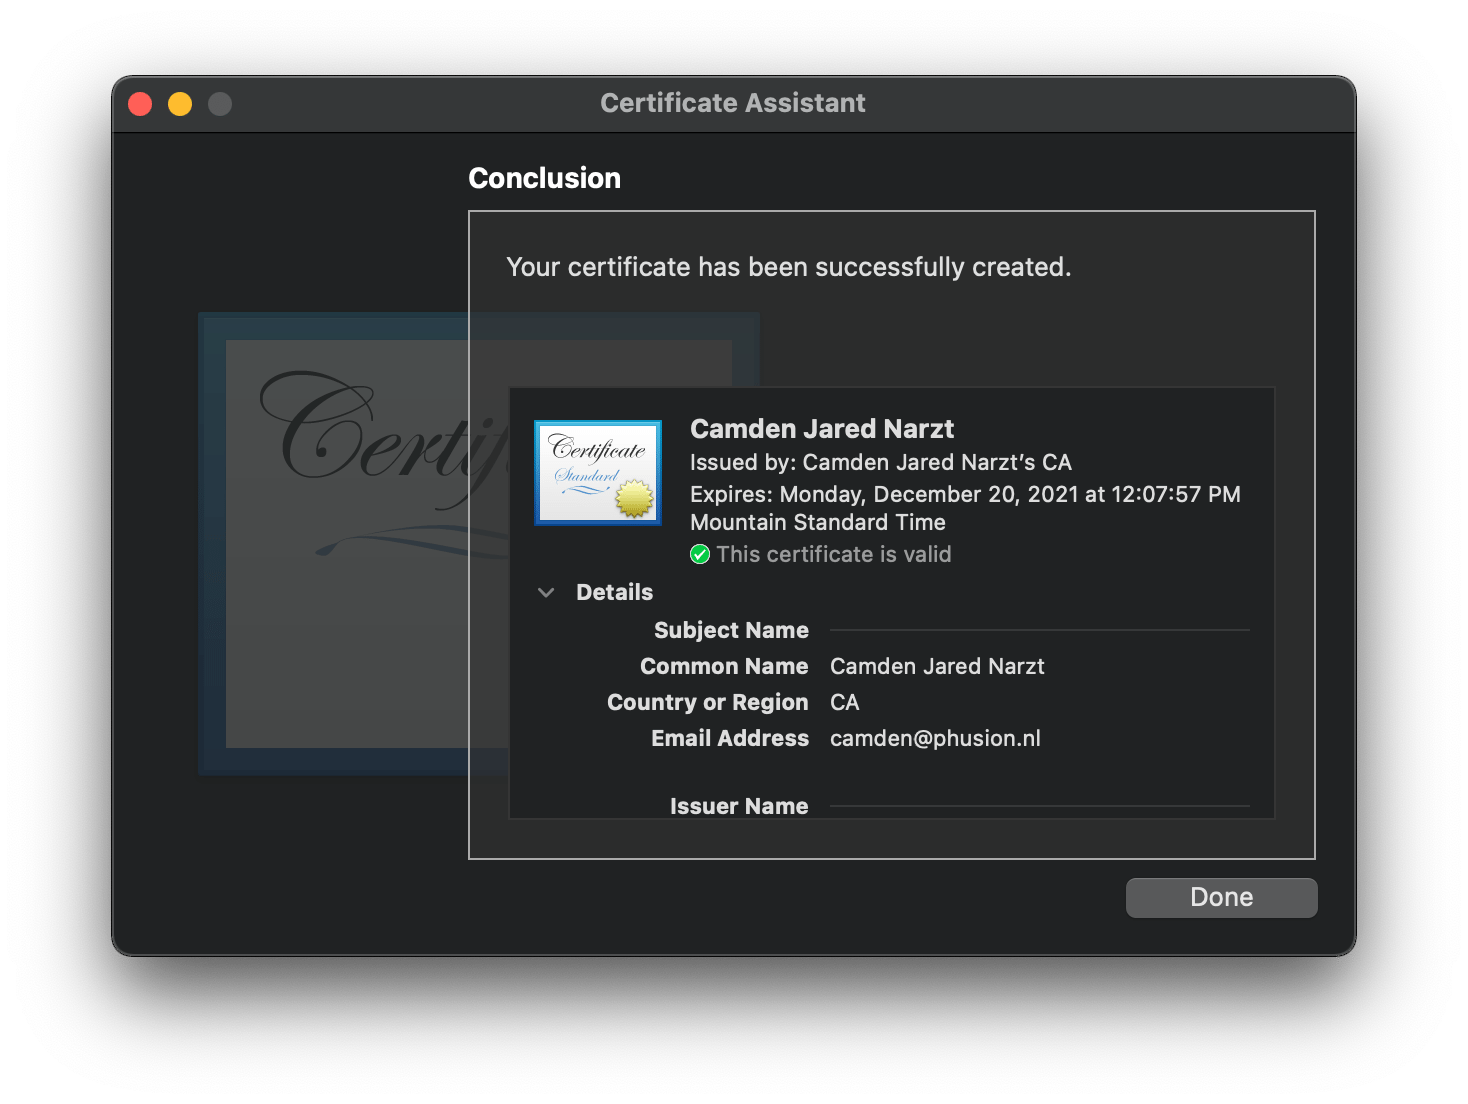 Certificate Assistant
Conclusion
Your certificate has been successfully created.
Certif
Certificate
Standard
Camden Jared Narzt
Issued by: Camden Jared Narzt’s CA
Expires: Monday, December 20, 2021 at 12:07:57 PM
Mountain Standard Time
This certificate is valid
Details
Subject Name
Common Name Camden Jared Narzt
Country or Region CA
Email Address camden@phusion.nl
Issuer Name
Done